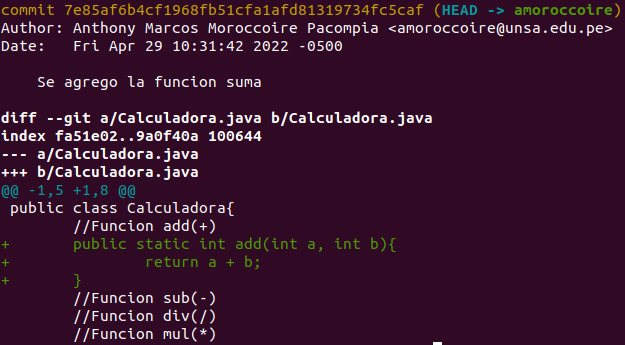 commit 7e85af6b4cf1968fb51cfa1afd81319734fc5caf (HEAD -> amoroccoire)
Author: Anthony Marcos Moroccoire Pacompia <amoroccoire@unsa.edu.pe>
Date:   Fri Apr 29 10:31:42 2022 -0500

    Se agrego la funcion suma

diff --git a/Calculadora.java b/Calculadora.java
index fa51e02..9a0f40a 100644
--- a/Calculadora.java
+++ b/Calculadora.java
@@ -1,5 +1,8 @@
 public class Calculadora{
        //Funcion add(+)
+       public static int add(int a, int b){
+               return a + b;
+       }
        //Funcion sub(-)
        //Funcion div(/)
        //Funcion mul(*)